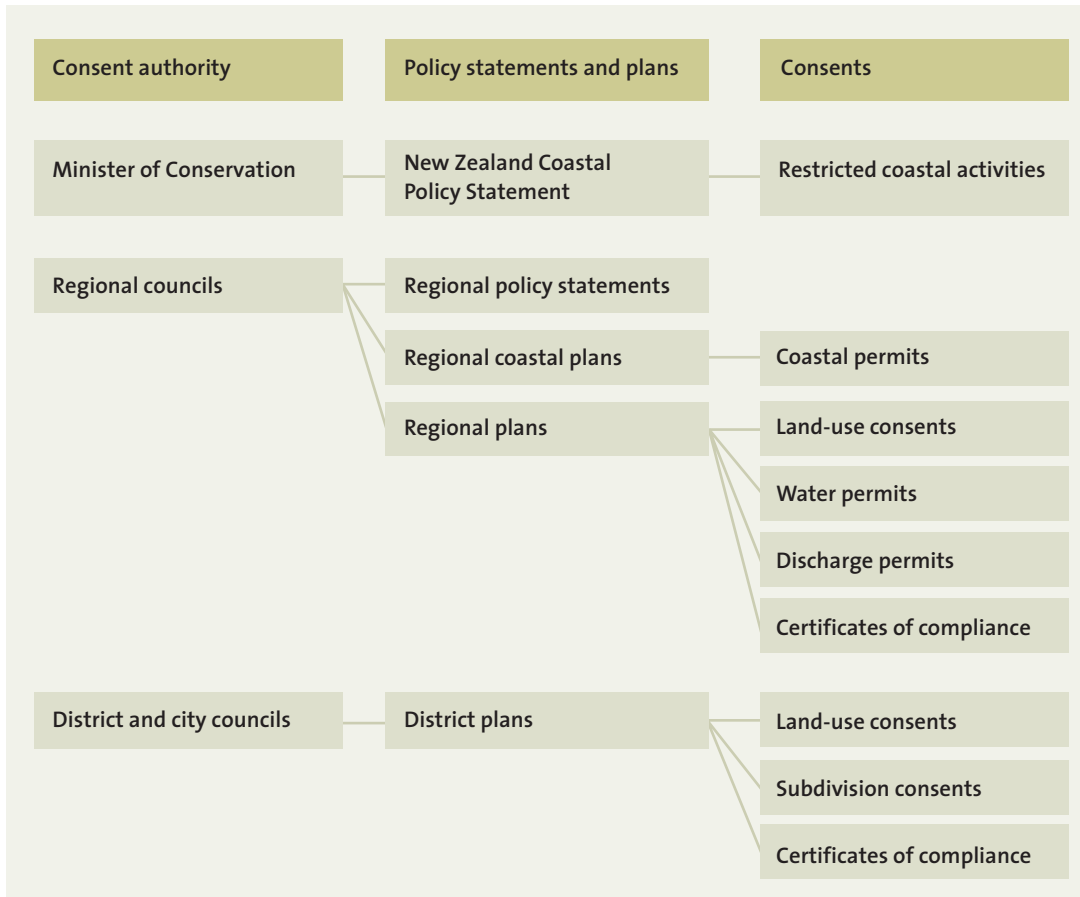 Consent authority
Policy statements and plans
Consents
Minister of Conservation
New Zealand Coastal
Policy Statement
Restricted coastal activities
Regional councils
Regional policy statements
Regional coastal plans
Coastal permits
Regional plans
Land-use consents
Water permits
Discharge permits
Certificates of compliance
District and city councils
District plans
Land-use consents
Subdivision consents
Certificates of compliance